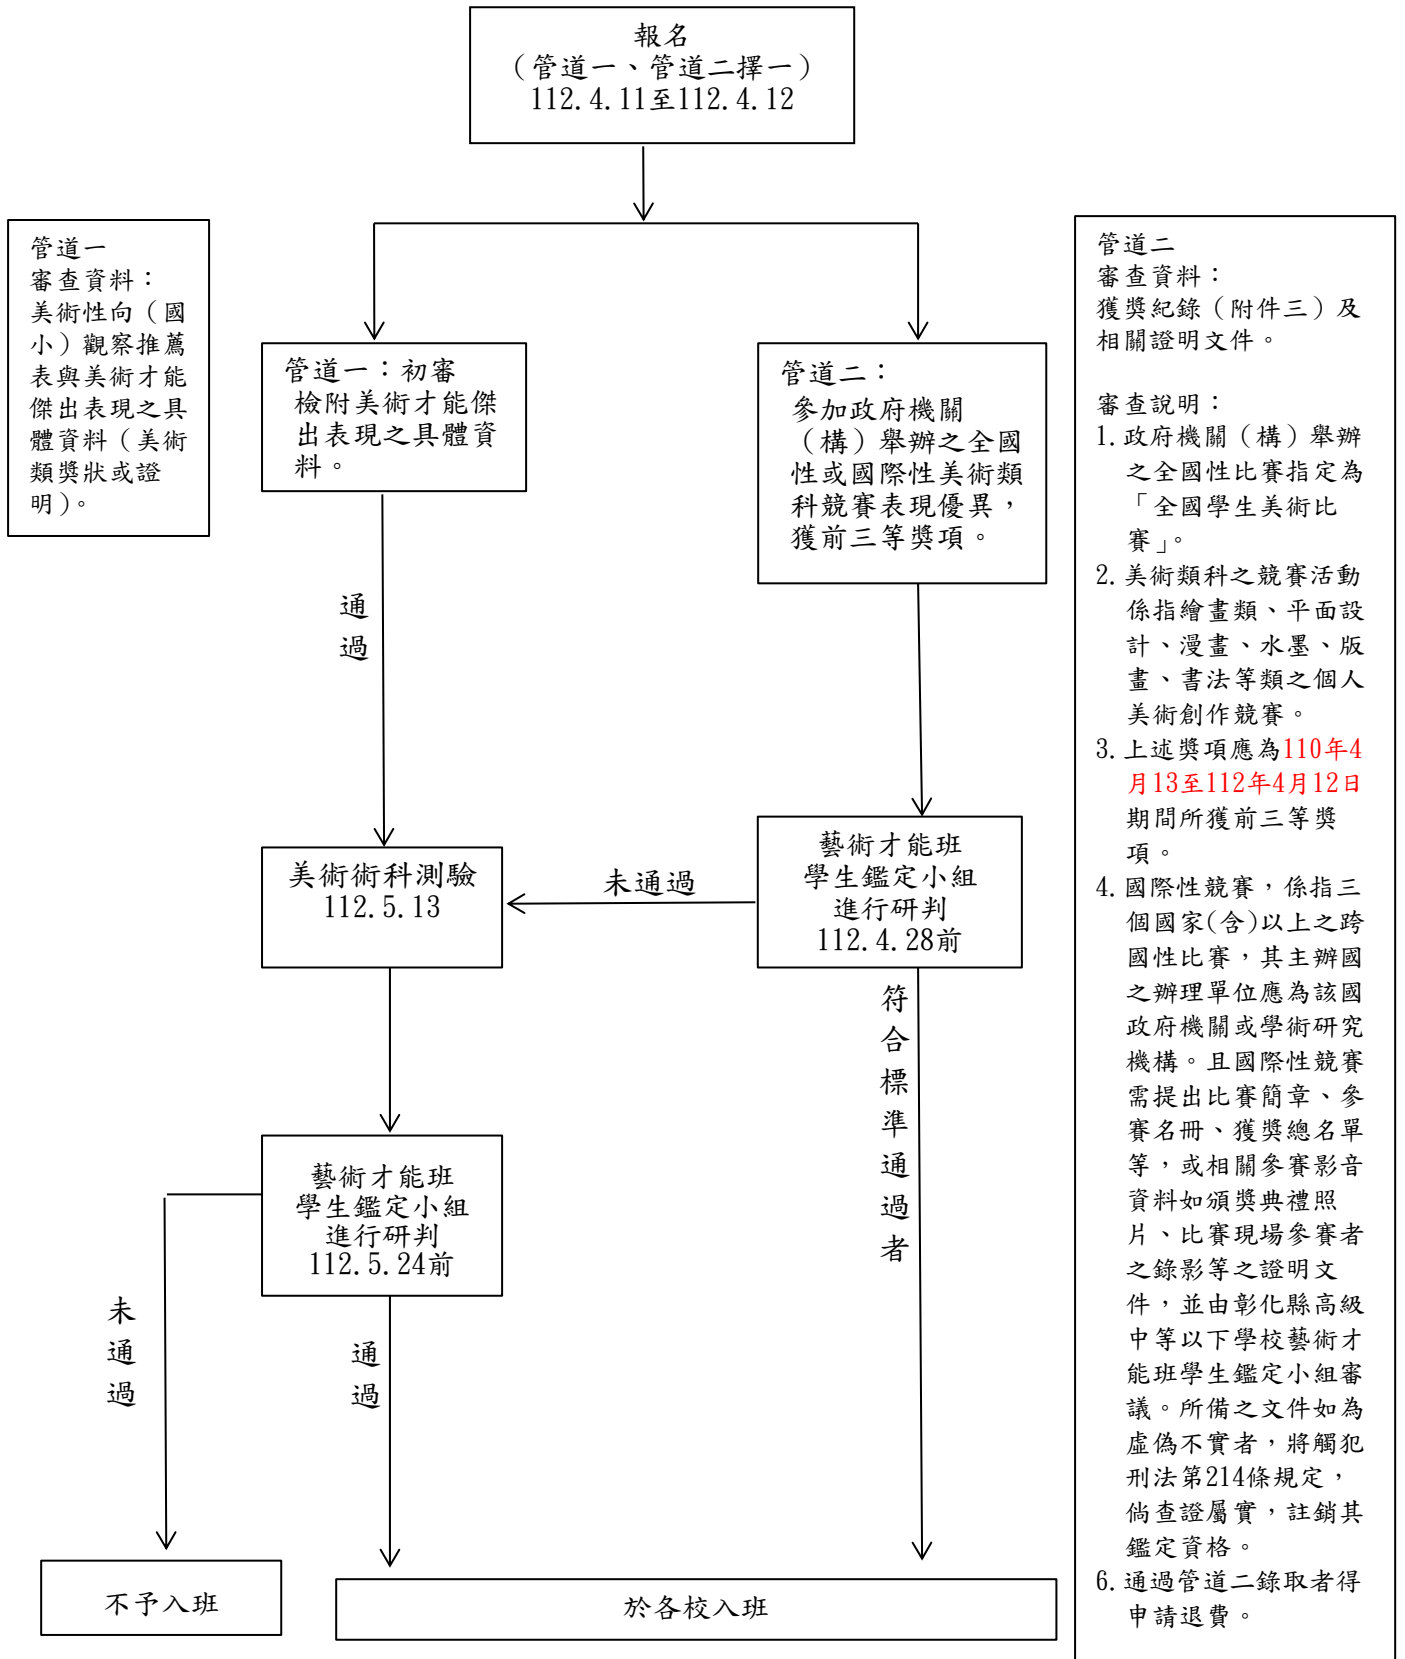 報名
（管道一、管道二擇一）
112.4.11至112.4.12
管道一
審查資料：
美術性向（國
小）觀察推薦
表與美術才能
傑出表現之具
體資料（美術
類獎狀或證
明）。
管道一：初審
檢附美術才能傑
出表現之具體資
料。
管道二：
參加政府機關
（構）舉辦之全國
性或國際性美術類
科競賽表現優異，
獲前三等獎項。
通
過
美術術科測驗
112.5.13
未通過
藝術才能班
學生鑑定小組
進行研判
112.4.28前
符
合
標
準
通
過
者
藝術才能班
學生鑑定小組
進行研判
112.5.24前
未
通
過
通
過
不予入班
於各校入班
管道二
審查資料：
獲獎紀錄（附件三）及
相關證明文件。
審查說明：
1.政府機關（構）舉辦
之全國性比賽指定為
「全國學生美術比
賽」。
2.美術類科之競賽活動
係指繪畫類、平面設
計、漫畫、水墨、版
畫、書法等類之個人
美術創作競賽。
3.上述獎項應為110年4
月13至112年4月12日
期間所獲前三等獎
項。
4.國際性競賽，係指三
個國家(含)以上之跨
國性比賽，其主辦國
之辦理單位應為該國
政府機關或學術研究
機構。且國際性競賽
需提出比賽簡章、參
賽名冊、獲獎總名單
等，或相關參賽影音
資料如頒獎典禮照
片、比賽現場參賽者
之錄影等之證明文
件，並由彰化縣高級
中等以下學校藝術才
能班學生鑑定小組審
議。所備之文件如為
虛偽不實者，將觸犯
刑法第214條規定，
倘查證屬實，註銷其
鑑定資格。
6.通過管道二錄取者得
申請退費。